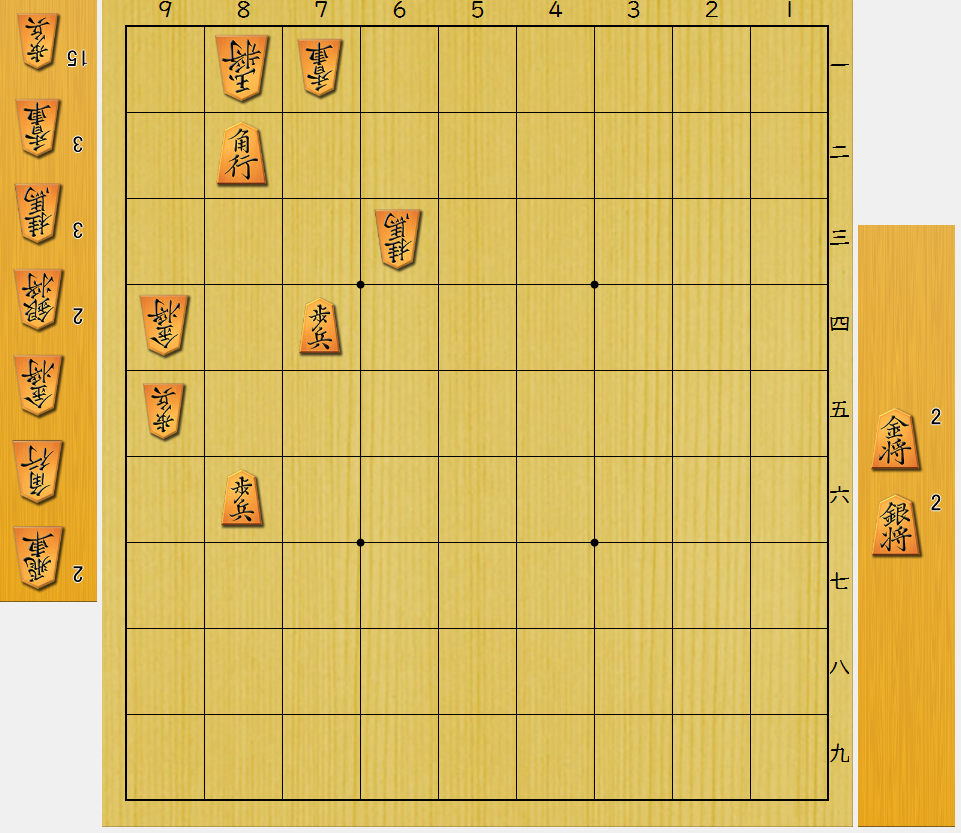 9 8 7 6 5 4 3 2 1
一
二
三
四
五
六
七
八
九
玉将
香車
角行
桂馬
金将
歩兵
歩兵
歩兵
歩兵 15
香車 3
桂馬 3
銀将 2
金将
角行
飛車 2
金将 2
銀将 2